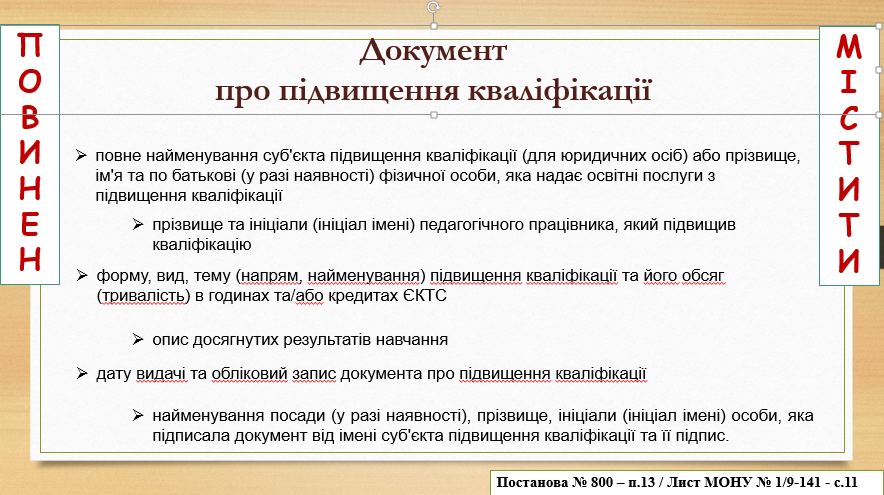 ПОВИНЕН
Документ
про підвищення кваліфікації
МІСТИТИ
повне найменування суб'єкта підвищення кваліфікації (для юридичних осіб) або прізвище,
ім'я та по батькові (у разі наявності) фізичної особи, яка надає освітні послуги з
підвищення кваліфікації
прізвище та ініціали (ініціал імені) педагогічного працівника, який підвищив
кваліфікацію
форму, вид, тему (напрям, найменування) підвищення кваліфікації та його обсяг
(тривалість) в годинах та/або кредитах ЄКТС
опис досягнутих результатів навчання
дату видачі та обліковий запис документа про підвищення кваліфікації
найменування посади (у разі наявності), прізвище, ініціали (ініціал імені) особи, яка
підписала документ від імені суб'єкта підвищення кваліфікації та її підпис.
Постанова № 800 – п.13 / Лист МОНУ № 1/9-141 - с.11